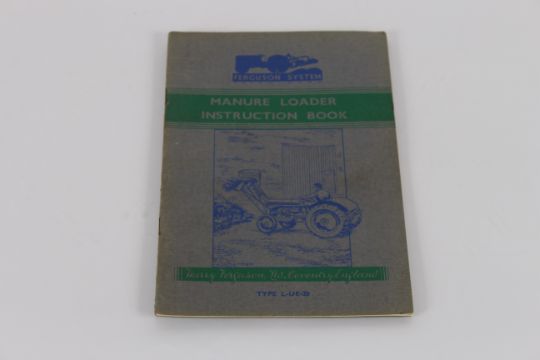 FERGUSON SYSTEM
MANURE LOADER
INSTRUCTION BOOK
Harry Ferguson, Ltd, Coventry, England
TYPE L-UE-20